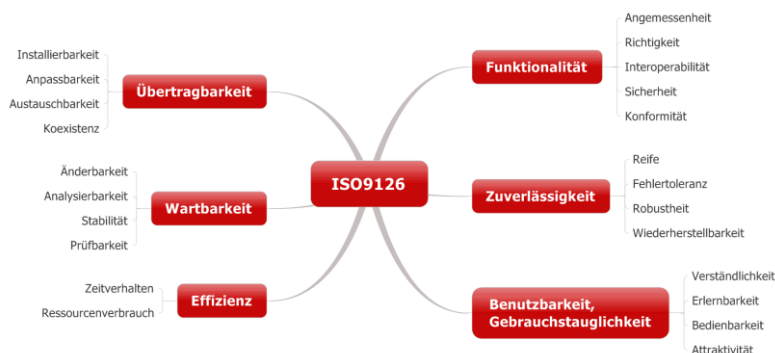 ISO9126
Funktionalität
Angemessenheit
Richtigkeit
Interoperabilität
Sicherheit
Konformität
Zuverlässigkeit
Reife
Fehlertoleranz
Robustheit
Wiederherstellbarkeit
Benutzbarkeit,
Gebrauchstauglichkeit
Verständlichkeit
Erlernbarkeit
Bedienbarkeit
Attraktivität
Übertragbarkeit
Installierbarkeit
Anpassbarkeit
Austauschbarkeit
Koexistenz
Wartbarkeit
Änderbarkeit
Analysierbarkeit
Stabilität
Prüfbarkeit
Effizienz
Zeitverhalten
Ressourcenverbrauch